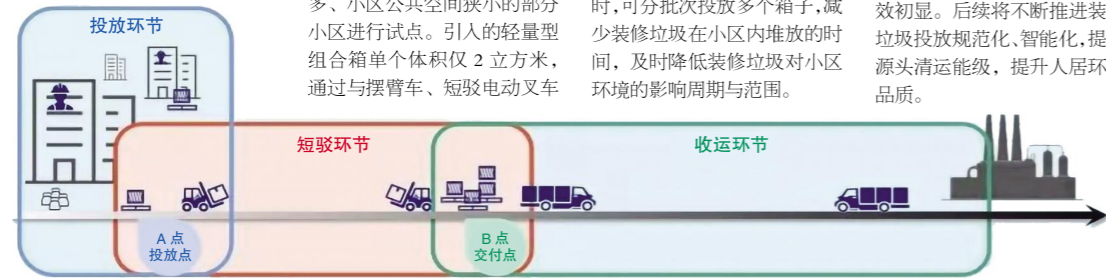 多、小区公共空间狭小的部分
小区进行试点。引入的轻量型
组合箱单个体积仅 2 立方米,
通过与摆臂车、短驳电动叉车
时,可分批次投放多个箱子,减
少装修垃圾在小区内堆放的时
间,及时降低装修垃圾对小区
环境的影响周期与范围。
效初显。后续将不断推进装
垃圾投放规范化、智能化,提
源头清运能级,提升人居环
品质。
投放环节
短驳环节
收运环节
A 点
投放点
B 点
交付点